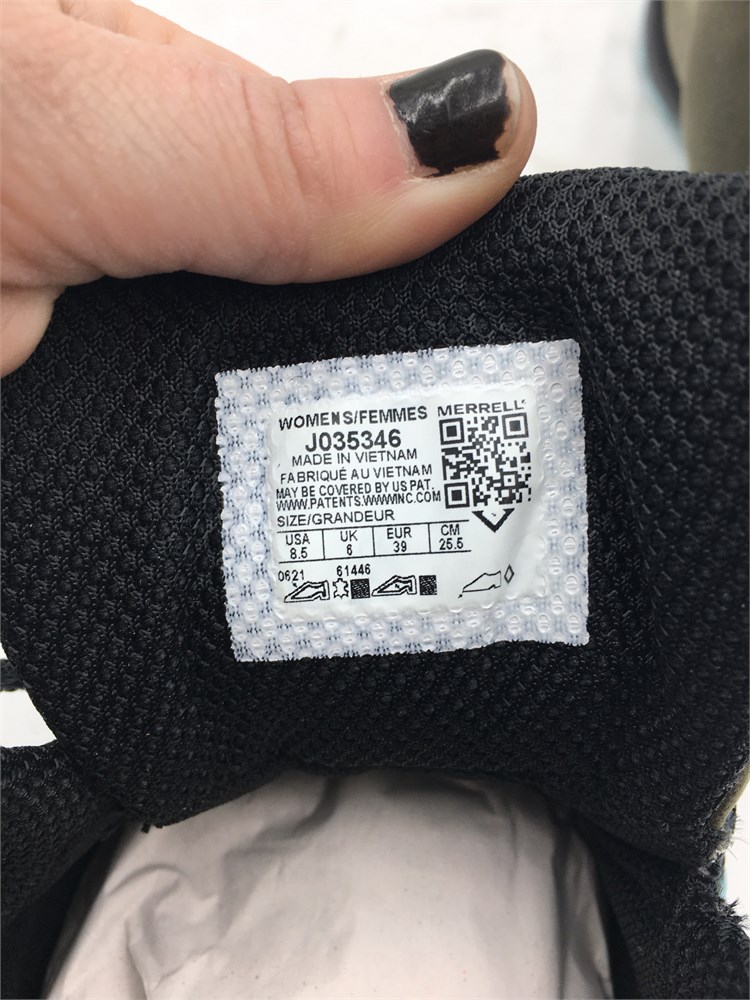 WOMENS/FEMMES
MERRELL
J035346
MADE IN VIETNAM
FABRIQUÉ AU VIETNAM
MAY BE COVERED BY US PAT.
WWW.PATENTS.WWWINC.COM
SIZE/GRANDEUR
USA UK EUR CM
8.5 6 39 25.5
0621 61446